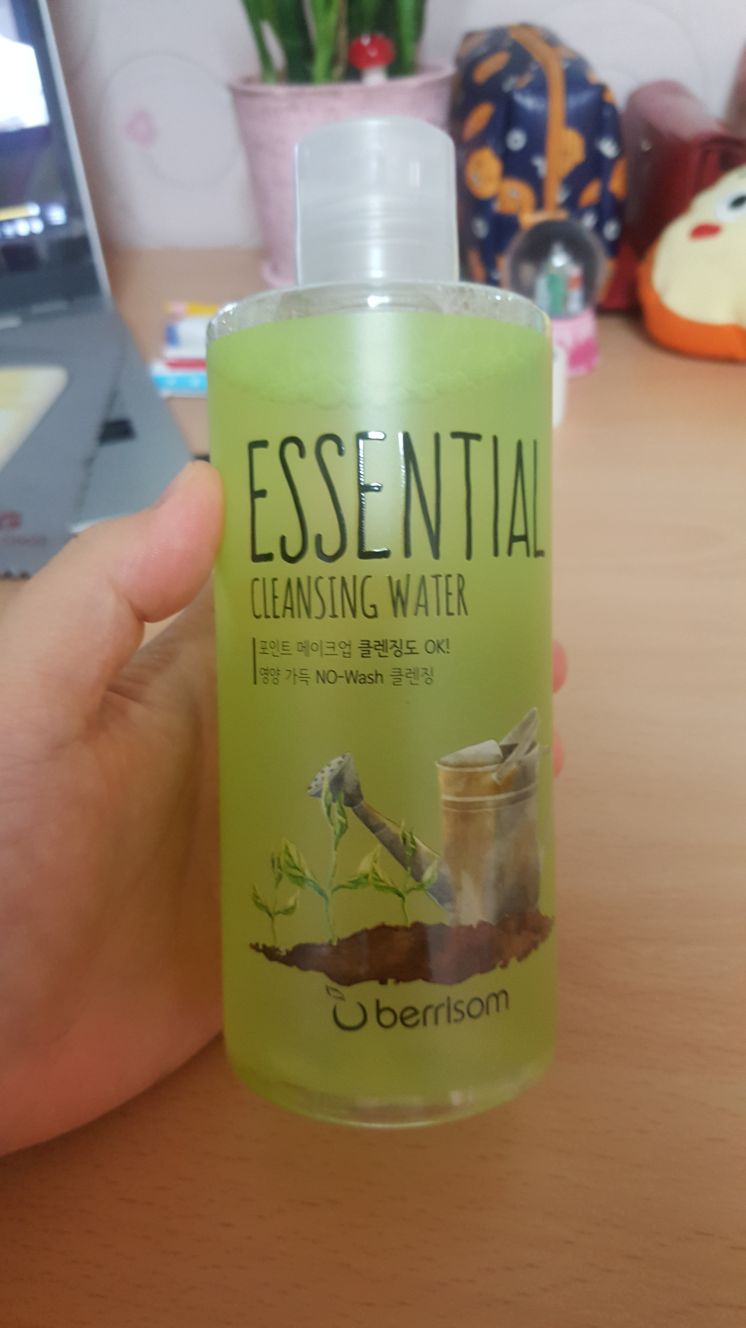 ESSENTIAL
CLEANSING WATER
포인트 메이크업 클렌징도 OK!
영양 가득 NO-Wash 클렌징
berrisom